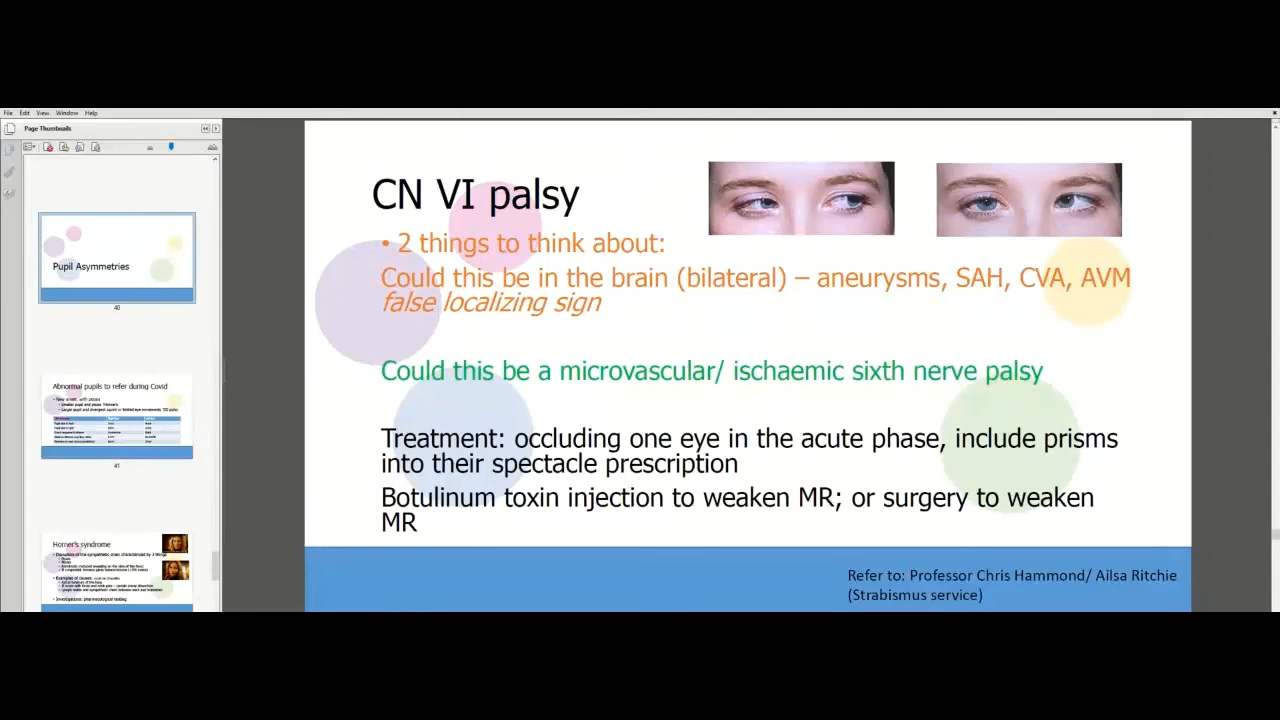 File Edit View Window Help
Page Thumbnails
Pupil Asymmetries
40
Abnormal pupils to refer during Covid
41
Horner's syndrome
CN VI palsy
• 2 things to think about:
Could this be in the brain (bilateral) – aneurysms, SAH, CVA, AVM
false localizing sign
Could this be a microvascular/ ischaemic sixth nerve palsy
Treatment: occluding one eye in the acute phase, include prisms
into their spectacle prescription
Botulinum toxin injection to weaken MR; or surgery to weaken
MR
Refer to: Professor Chris Hammond/ Ailsa Ritchie
(Strabismus service)